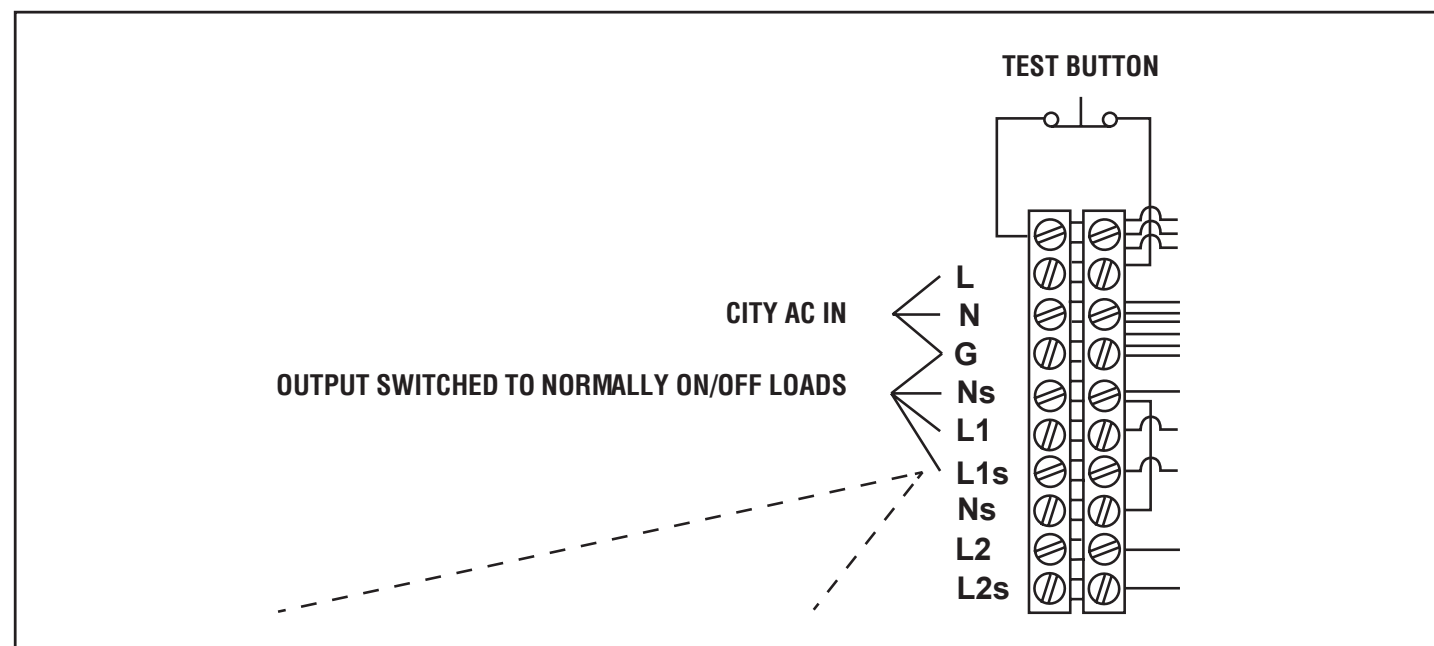 TEST BUTTON
L
CITY AC IN
N
G
OUTPUT SWITCHED TO NORMALLY ON/OFF LOADS
Ns
L1
L1s
Ns
L2
L2s